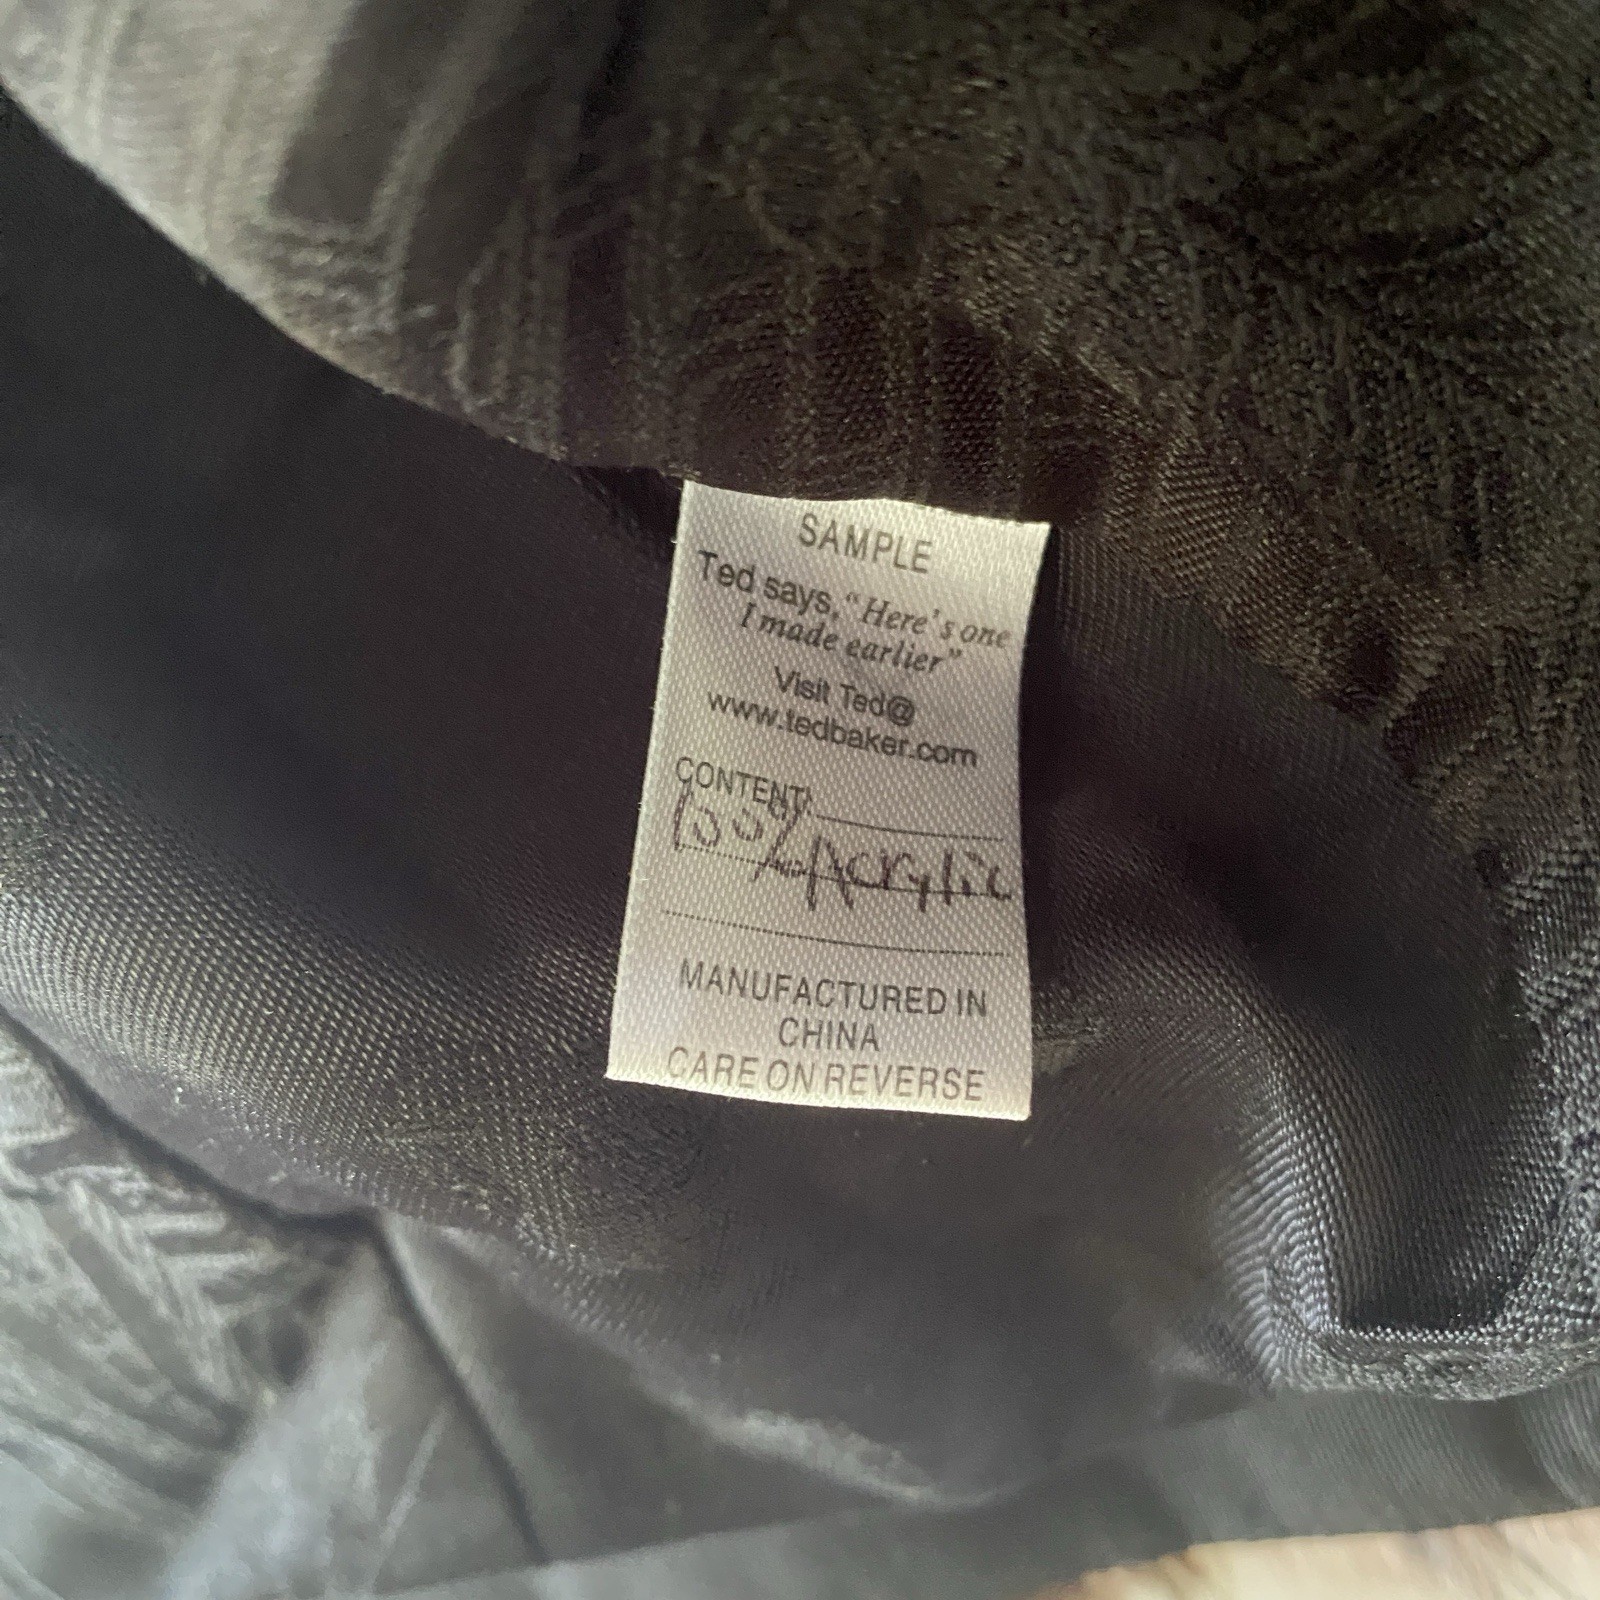 SAMPLE
Ted says, “Here's one
I made earlier”
Visit Ted@
www.tedbaker.com
CONTENT:
100% Acrylic
MANUFACTURED IN
CHINA
CARE ON REVERSE